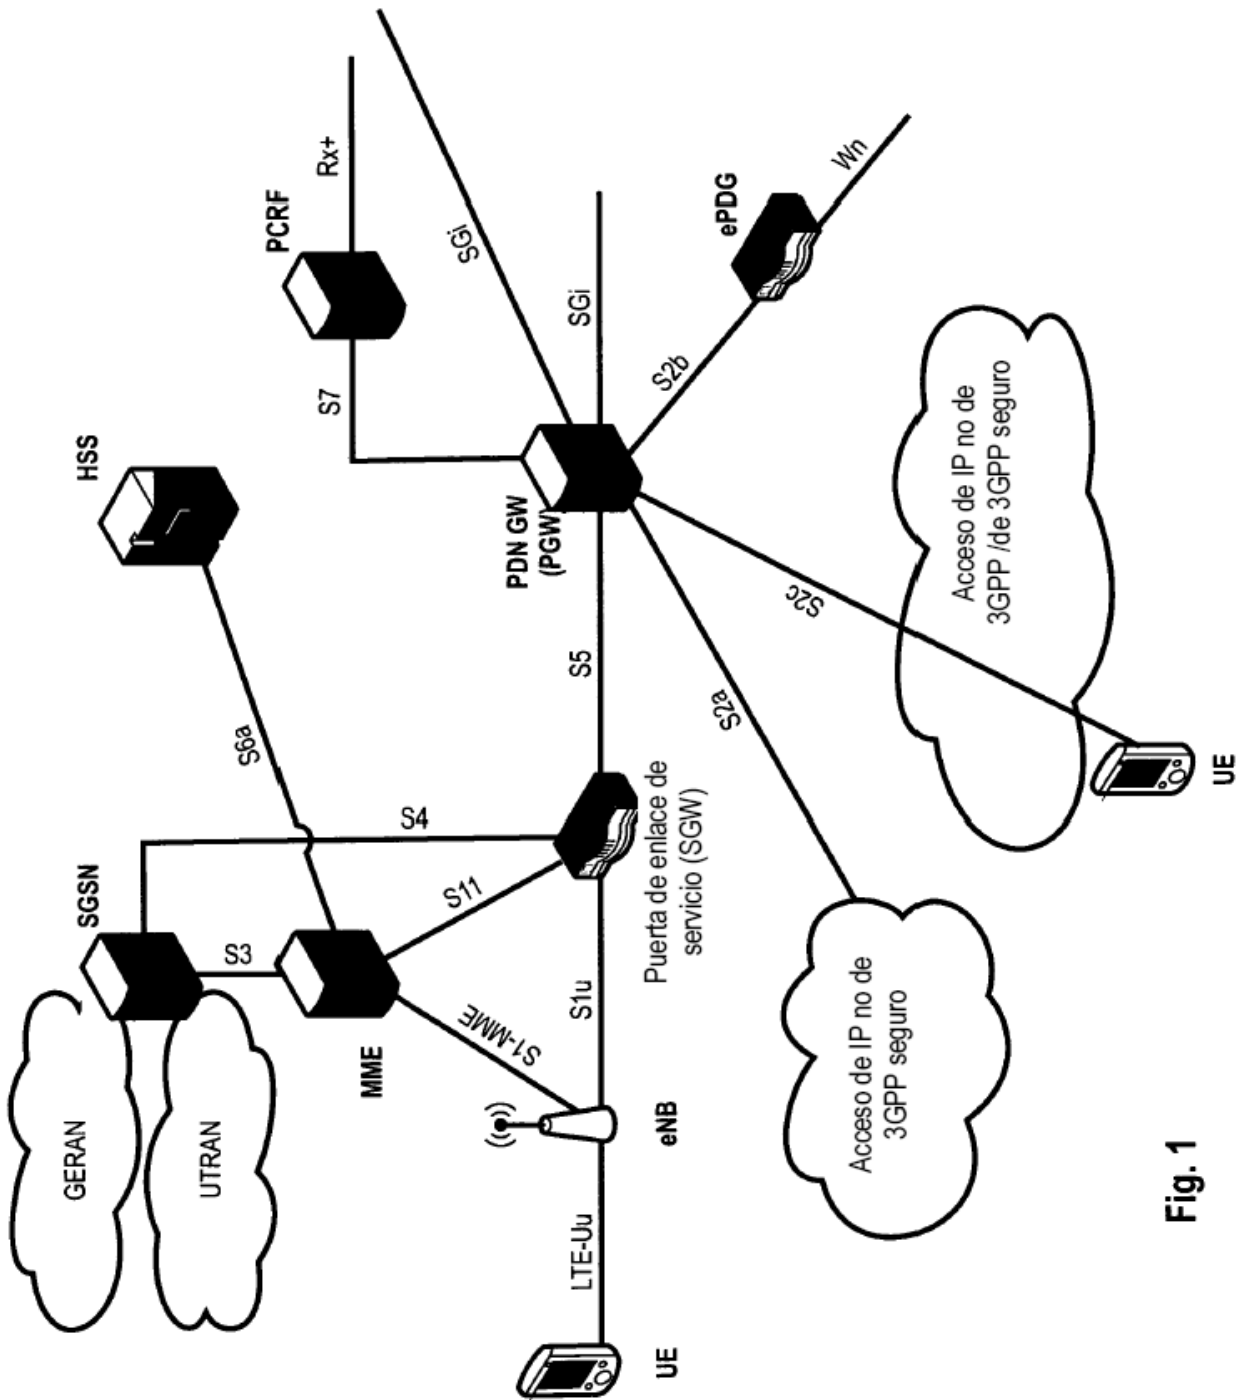 GERAN
UTRAN
SGSN
HSS
PCRF
Rx+
S7
SGi
SGi
S6a
S3
S4
MME
S11
S1-MME
PDN GW
(PGW)
ePDG
Wn
S2b
LTE-Uu
S1u
S5
UE
eNB
Puerta de enlace de
servicio (SGW)
S2a
S2c
Acceso de IP no de
3GPP seguro
Acceso de IP no de
3GPP /de 3GPP seguro
UE
Fig. 1